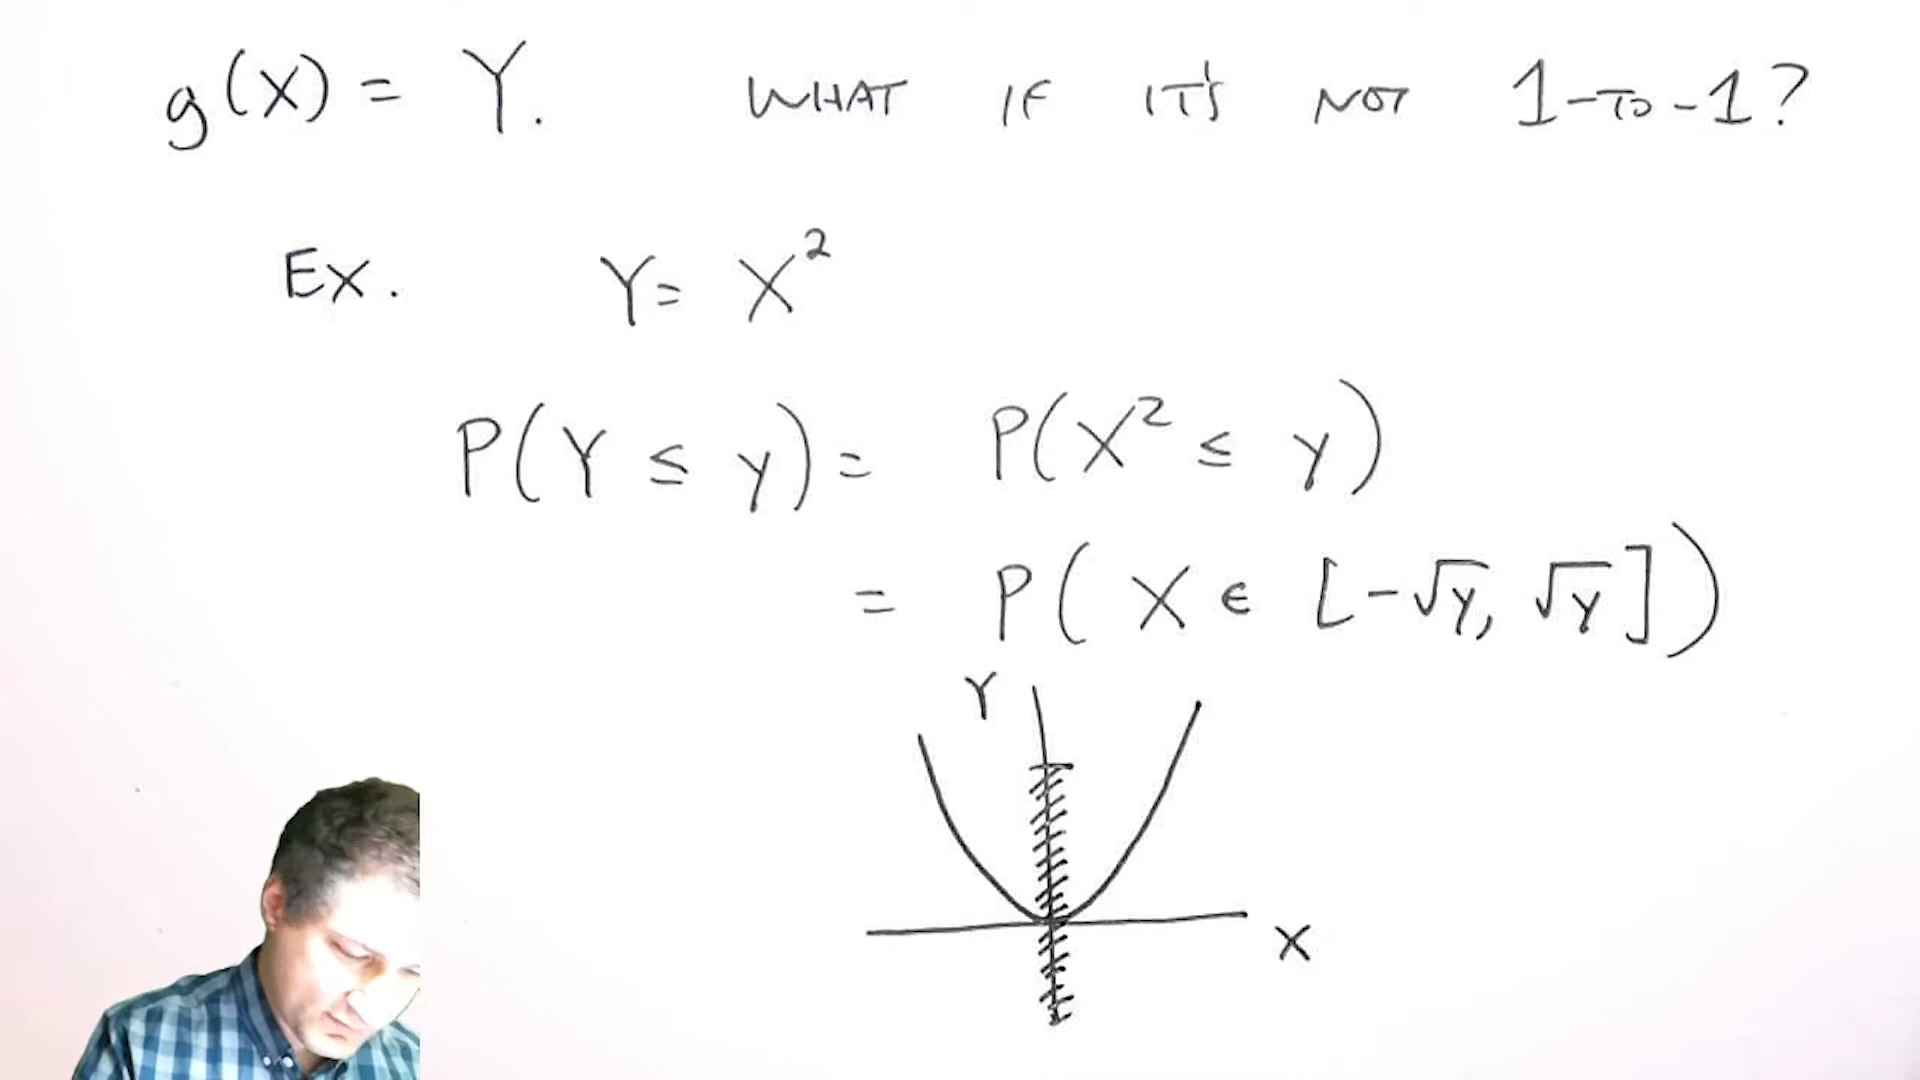 g(X) = Y. WHAT IF IT'S NOT 1-TO-1?
EX. Y = X²
P(Y ≤ y) = P(X² ≤ y)
= P( X ∈ [-√y, √y])
Y
X